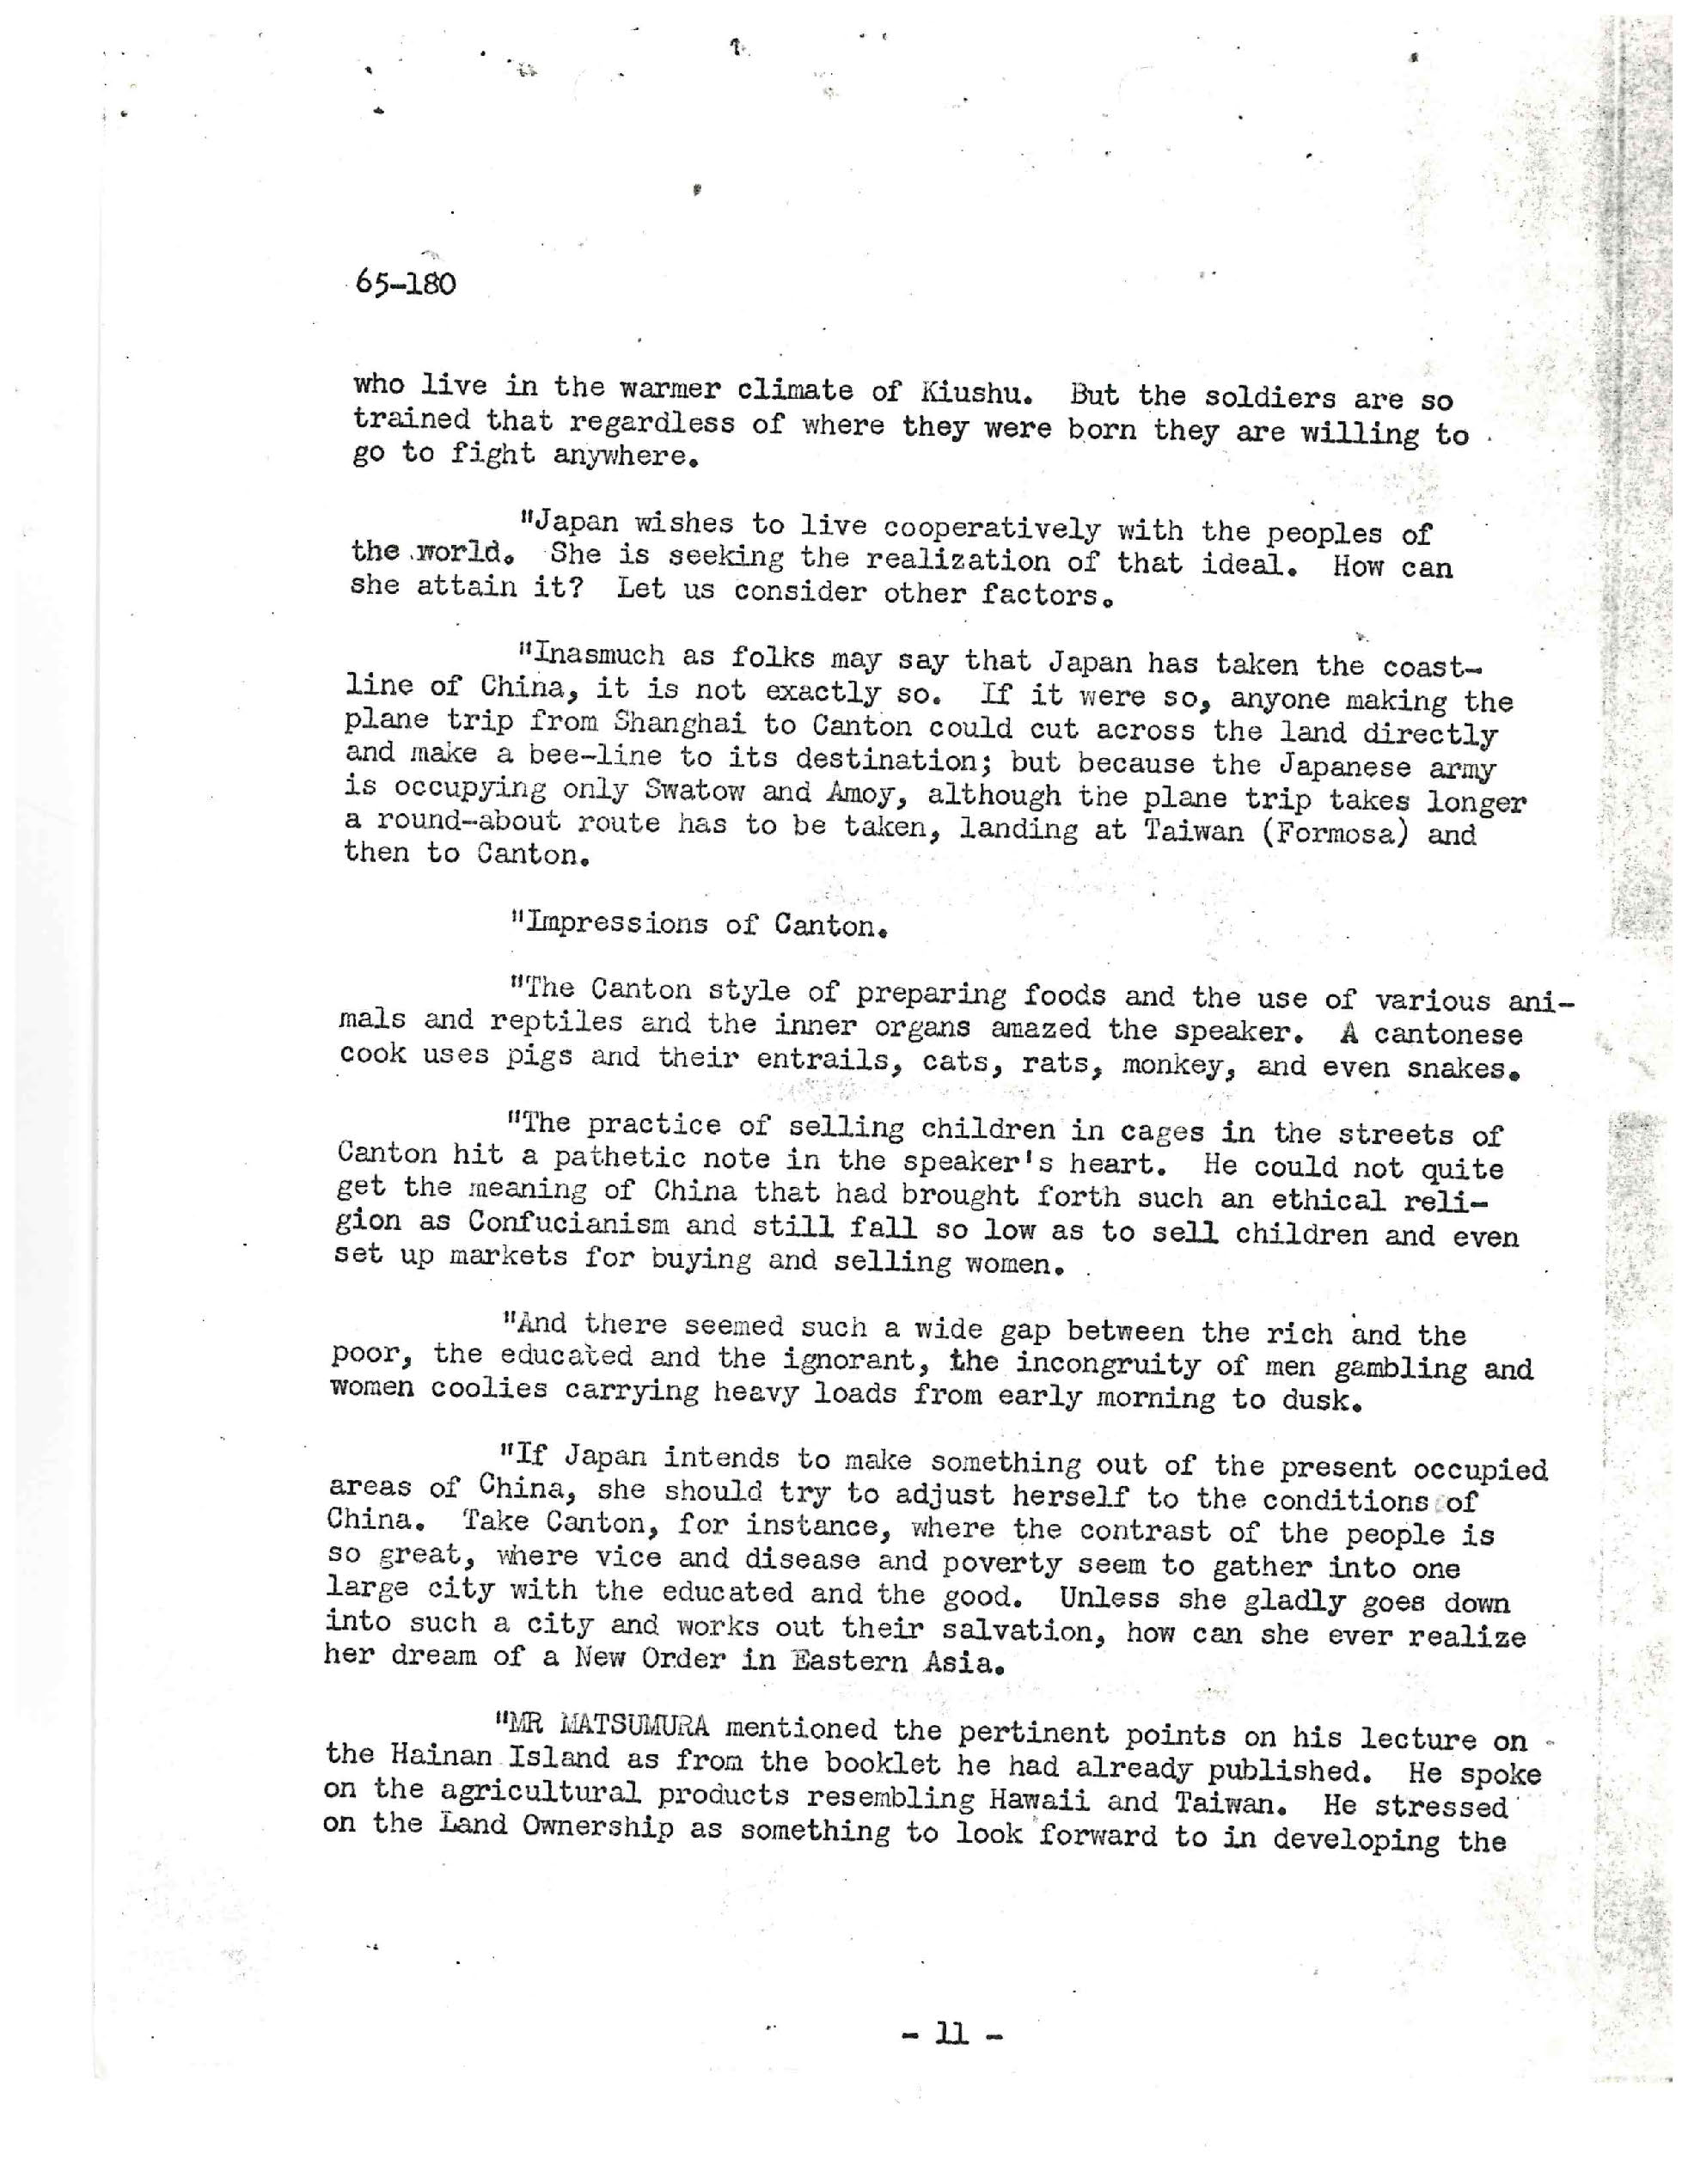 65-180
who live in the warmer climate of Kiushu. But the soldiers are so
trained that regardless of where they were born they are willing to
go to fight anywhere.
"Japan wishes to live cooperatively with the peoples of
the world. She is seeking the realization of that ideal. How can
she attain it? Let us consider other factors.
"Inasmuch as folks may say that Japan has taken the coast-
line of China, it is not exactly so. If it were so, anyone making the
plane trip from Shanghai to Canton could cut across the land directly
and make a bee-line to its destination; but because the Japanese army
is occupying only Swatow and Amoy, although the plane trip takes longer
a round-about route has to be taken, landing at Taiwan (Formosa) and
then to Canton.
"Impressions of Canton.
"The Canton style of preparing foods and the use of various ani-
mals and reptiles and the inner organs amazed the speaker. A cantonese
cook uses pigs and their entrails, cats, rats, monkey, and even snakes.
"The practice of selling children in cages in the streets of
Canton hit a pathetic note in the speaker's heart. He could not quite
get the meaning of China that had brought forth such an ethical reli-
gion as Confucianism and still fall so low as to sell children and even
set up markets for buying and selling women.
"And there seemed such a wide gap between the rich and the
poor, the educated and the ignorant, the incongruity of men gambling and
women coolies carrying heavy loads from early morning to dusk.
"If Japan intends to make something out of the present occupied
areas of China, she should try to adjust herself to the conditions of
China. Take Canton, for instance, where the contrast of the people is
so great, where vice and disease and poverty seem to gather into one
large city with the educated and the good. Unless she gladly goes down
into such a city and works out their salvation, how can she ever realize
her dream of a New Order in Eastern Asia.
"MR MATSUMURA mentioned the pertinent points on his lecture on
the Hainan Island as from the booklet he had already published. He spoke
on the agricultural products resembling Hawaii and Taiwan. He stressed
on the Land Ownership as something to look forward to in developing the
- 11 -